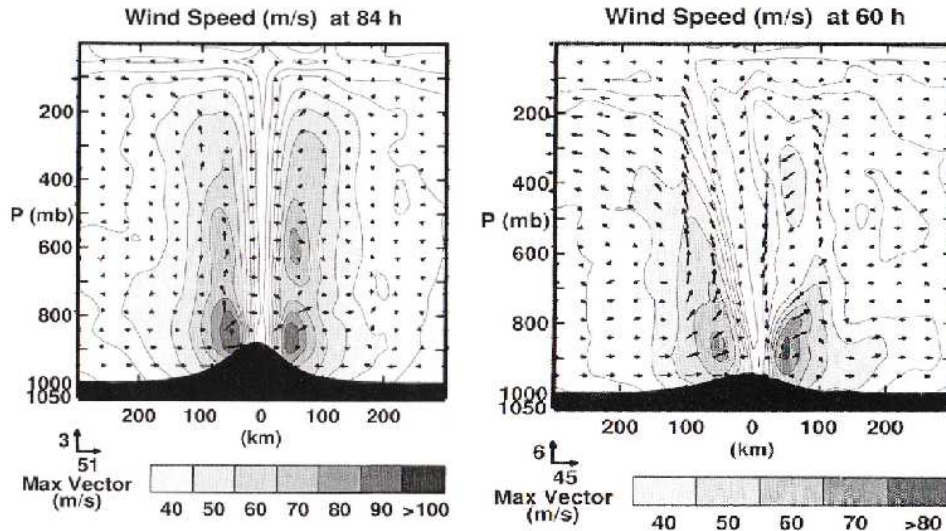 Wind Speed (m/s) at 84 h
200
400
P (mb)
600
800
1000
1050
200 100 0 100 200
(km)
3
51
Max Vector
(m/s)
40 50 60 70 80 90 >100
Wind Speed (m/s) at 60 h
200
400
P (mb)
600
800
1000
1050
200 100 0 100 200
(km)
6
45
Max Vector
(m/s)
40 50 60 70 >80